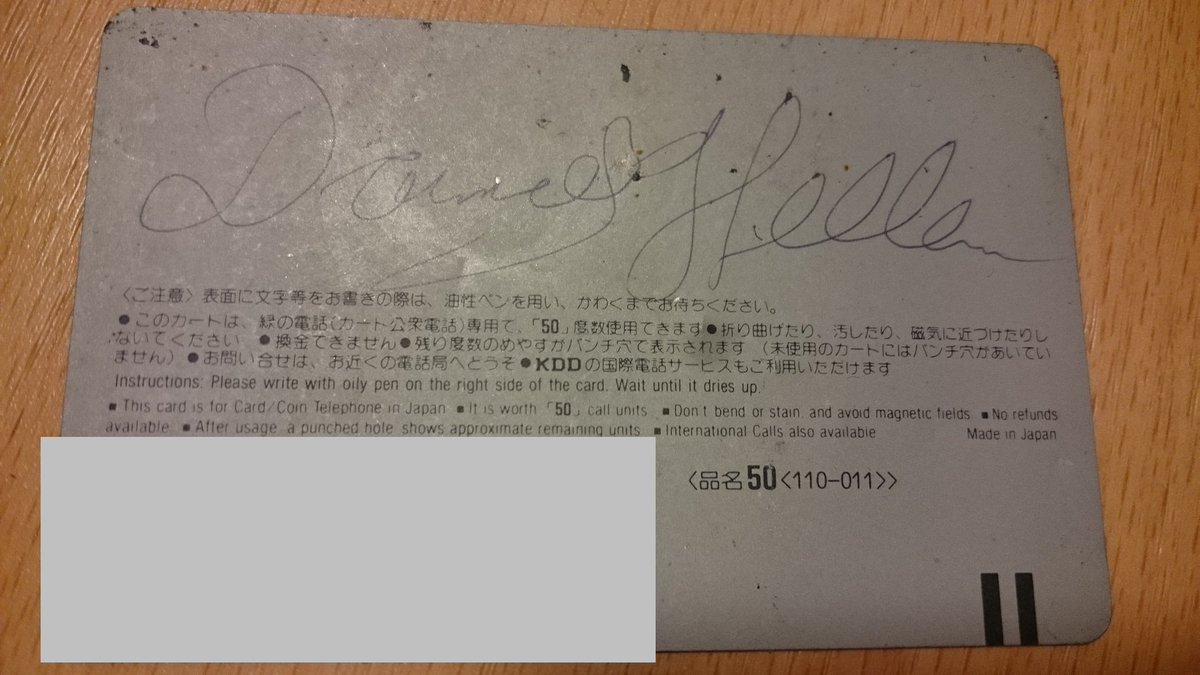 Daniel
〈ご注意〉表面に文字等をお書きの際は、油性ペンを用い、かわくまでお待ちください。
●このカードは、緑の電話(カード公衆電話)専用で、「50」度数使用できます●折り曲げたり、汚したり、磁気に近づけたりし
ないでください ●換金できません●残り度数のめやすがパンチ穴で表示されます (未使用のカードにはパンチ穴があいてい
ません) ●お問い合せは、お近くの電話局へどうぞ●KDDの国際電話サービスもご利用いただけます
Instructions: Please write with oily pen on the right side of the card. Wait until it dries up.
■This card is for Card/Coin Telephone in Japan ■It is worth「50」call units ■Don't bend or stain, and avoid magnetic fields ■No refunds
available ■After usage, a punched hole shows approximate remaining units ■International Calls also available Made in Japan
〈品名50<110-011>〉